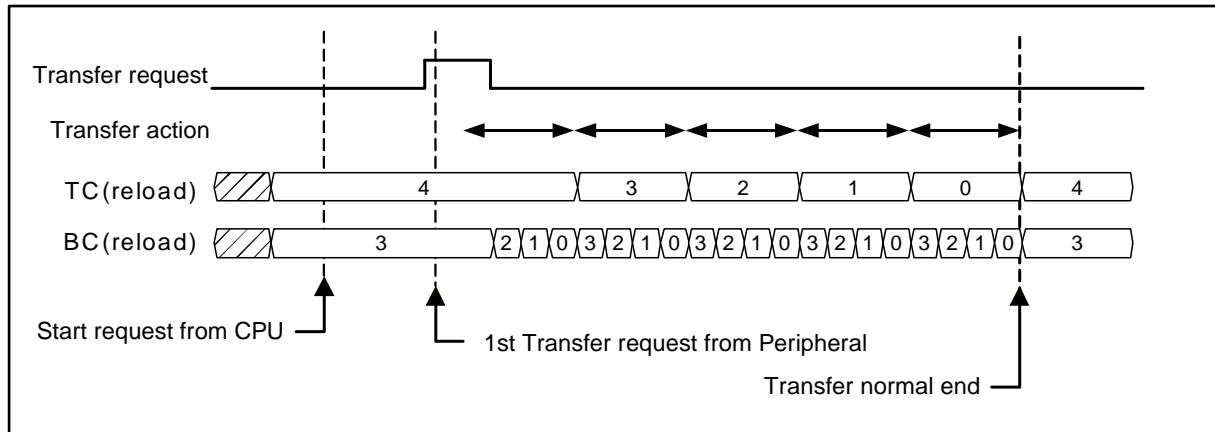 Transfer request
Transfer action
TC(reload) 4 3 2 1 0 4
BC(reload) 3 2 1 0 3 2 1 0 3 2 1 0 3 2 1 0 3 2 1 0 3
Start request from CPU
1st Transfer request from Peripheral
Transfer normal end